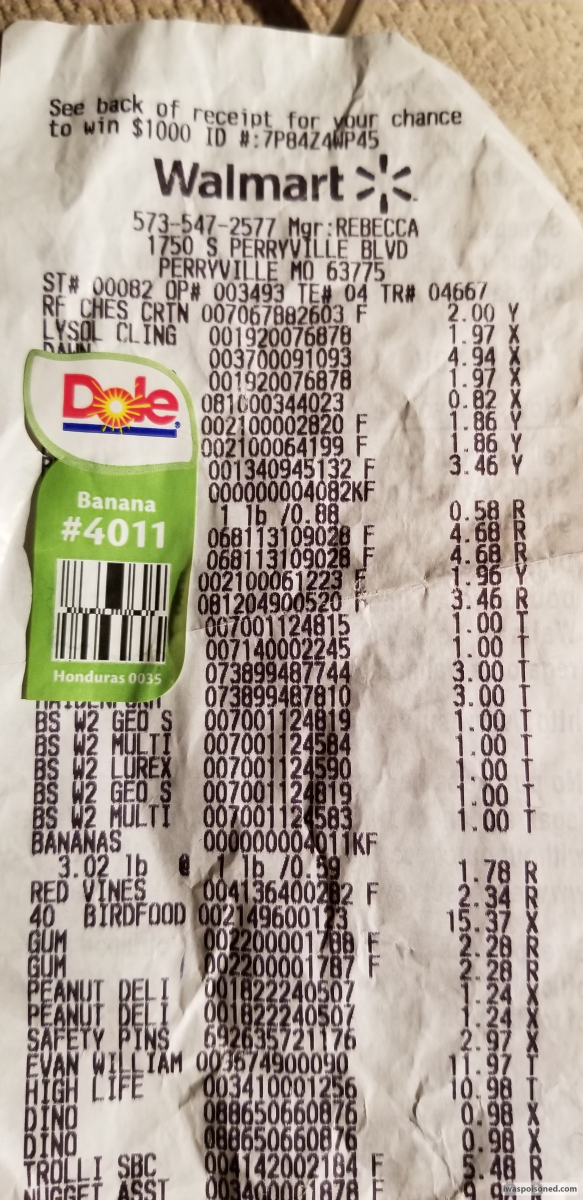 See back of receipt for your chance
to win $1000 ID #:7P84Z4WP45
Walmart
573-547-2577 Mgr:REBECCA
1750 S PERRYVILLE BLVD
PERRYVILLE MO 63775
ST# 00082 OP# 003493 TE# 04 TR# 04667
RF CHES CRTN 007067882603 F 2.00 Y
LYSOL CLING 001920076878 1.97 X
DAWN 003700091093 4.94 X
001920076878 1.97 X
081600344023 0.82 X
002100002820 F 1.86 Y
002100064199 F 1.86 Y
001340945132 F 3.46 Y
000000004082KF
1 lb /0.88 0.58 R
068113109028 F 4.68 R
068113109028 F 4.68 R
002100061223 F 1.96 Y
081204900520 3.46 R
007001124815 1.00 T
007140002245 1.00 T
073899487744 3.00 T
073899487810 3.00 T
BS W2 GEO S 007001124819 1.00 T
BS W2 MULTI 007001124584 1.00 T
BS W2 LUREX 007001124590 1.00 T
BS W2 GEO S 007001124819 1.00 T
BS W2 MULTI 007001124583 1.00 T
BANANAS 000000004011KF
3.02 lb @ 1 lb /0.59 1.78 R
RED VINES 004136400282 F 2.34 R
40 BIRDFOOD 002149600123 15.37 X
GUM 002200001788 F 2.28 R
GUM 002200001787 F 2.28 R
PEANUT DELI 001822240507 1.24 X
PEANUT DELI 001822240507 1.24 X
SAFETY PINS 692635721176 2.97 X
EVAN WILLIAM 003674900090 11.97 T
HIGH LIFE 003410001256 10.98 T
DINO 088650660876 0.98 X
DINO 088650660876 0.98 X
TROLLI SBC 004142002184 F 5.48 R
NUGGET ASST
Dole
Banana
#4011
Honduras 0035
iwaspoisoned.com